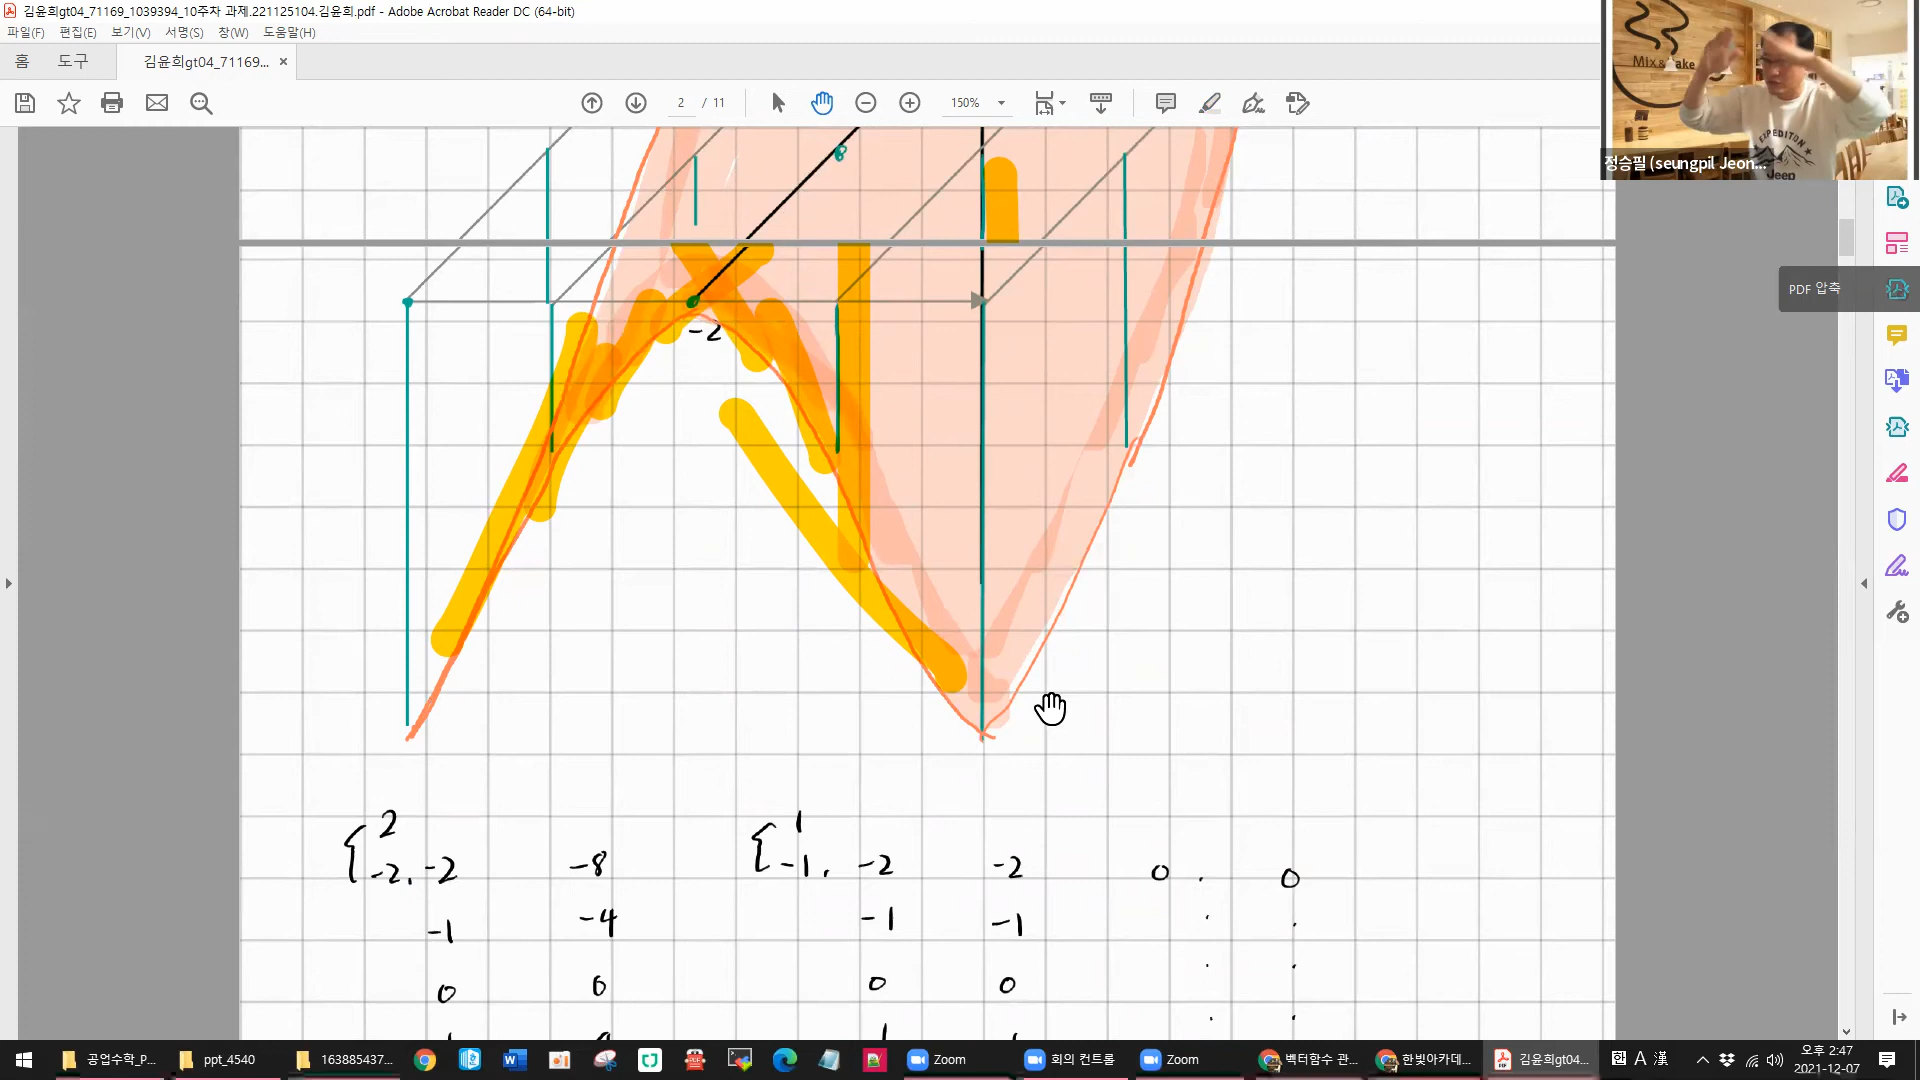 김윤희gt04_71169_1039394_10주차 과제.221125104.김윤희.pdf - Adobe Acrobat Reader DC (64-bit)
파일(F) 편집(E) 보기(V) 서명(S) 창(W) 도움말(H)
홈 도구 김윤희gt04_71169... ×
2 / 11 150%
Mix&
EXPEDITION
Jeep
정승필 (seungpil Jeon...
PDF 압축
8
-2
2 1
-2, -2 -8 -1, -2 -2 0 . 0
-1 -4 -1 -1 . .
0 0 0 0 . .
공업수학_P... ppt_4540 163885437... Zoom 회의 컨트롤 Zoom 벡터함수 관... 한빛아카데... 김윤희gt04... 한 A 漢 오후 2:47
2021-12-07